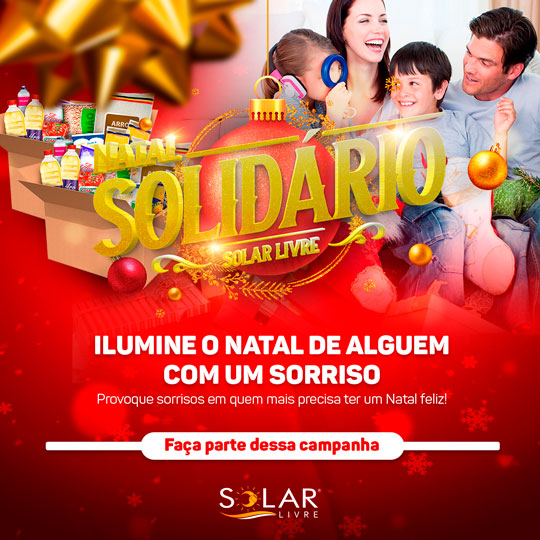 ARRO
NATAL
SOLIDÁRIO
SOLAR LIVRE
ILUMINE O NATAL DE ALGUEM
COM UM SORRISO
Provoque sorrisos em quem mais precisa ter um Natal feliz!
Faça parte dessa campanha
SOLAR
LIVRE